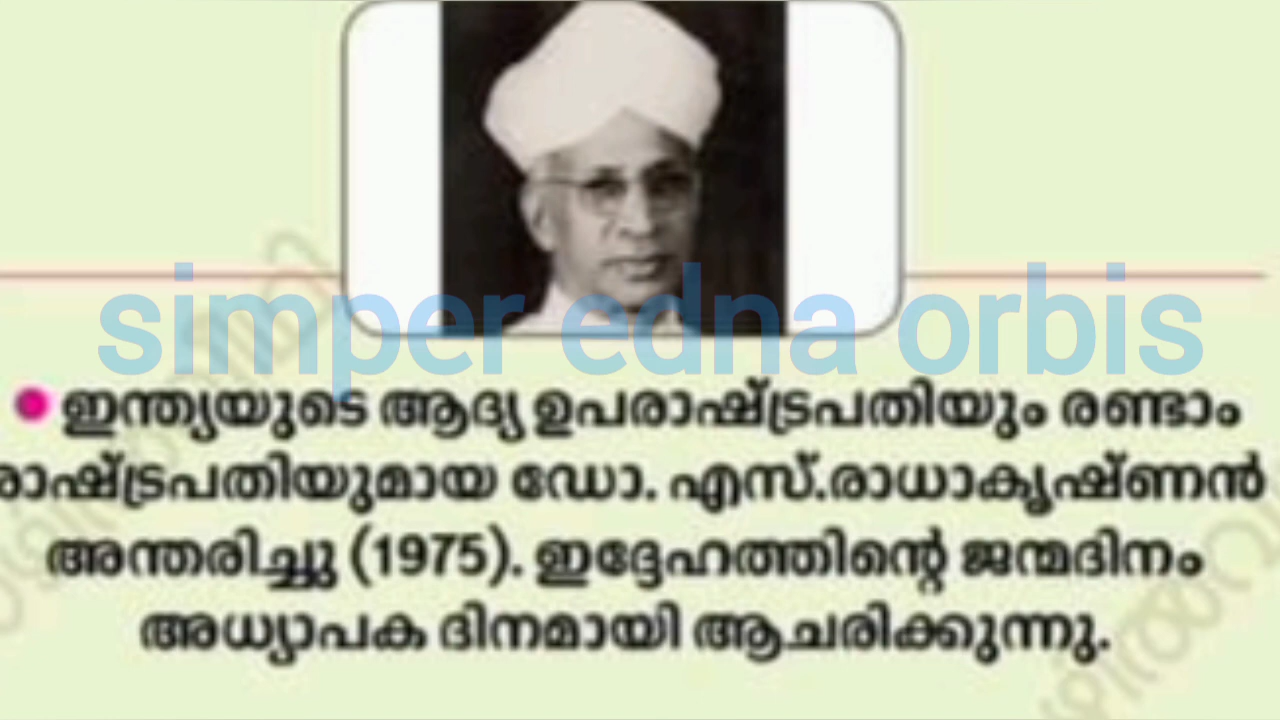 simper edna orbis
ഇന്ത്യയുടെ ആദ്യ ഉപരാഷ്ട്രപതിയും രണ്ടാം
രാഷ്ട്രപതിയുമായ ഡോ. എസ്.രാധാകൃഷ്ണൻ
അന്തരിച്ചു (1975). ഇദ്ദേഹത്തിന്റെ ജന്മദിനം
അധ്യാപക ദിനമായി ആചരിക്കുന്നു.